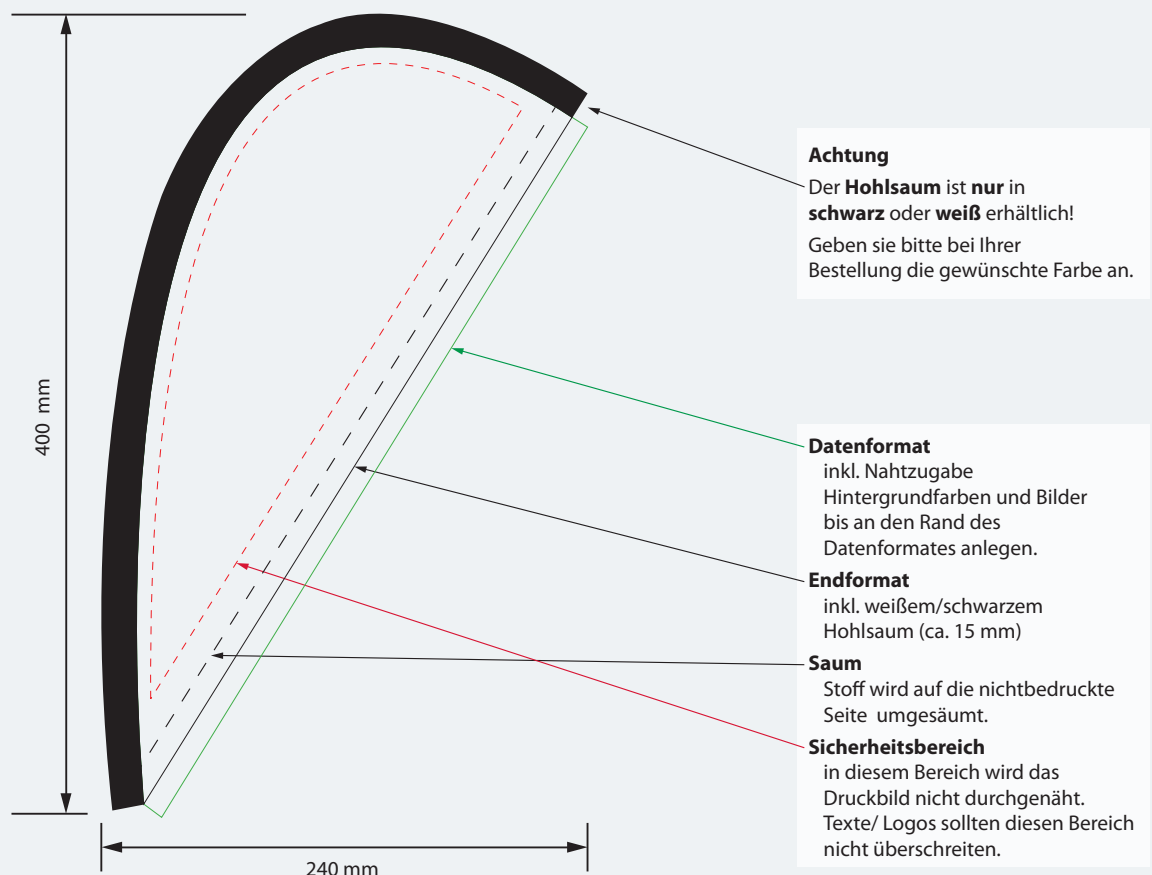 400 mm
Achtung
Der Hohlsaum ist nur in
schwarz oder weiß erhältlich!
Geben sie bitte bei Ihrer
Bestellung die gewünschte Farbe an.
Datenformat
inkl. Nahtzugabe
Hintergrundfarben und Bilder
bis an den Rand des
Datenformates anlegen.
Endformat
inkl. weißem/schwarzem
Hohlsaum (ca. 15 mm)
Saum
Stoff wird auf die nichtbedruckte
Seite umgesäumt.
Sicherheitsbereich
in diesem Bereich wird das
Druckbild nicht durchgenäht.
Texte/ Logos sollten diesen Bereich
nicht überschreiten.
240 mm